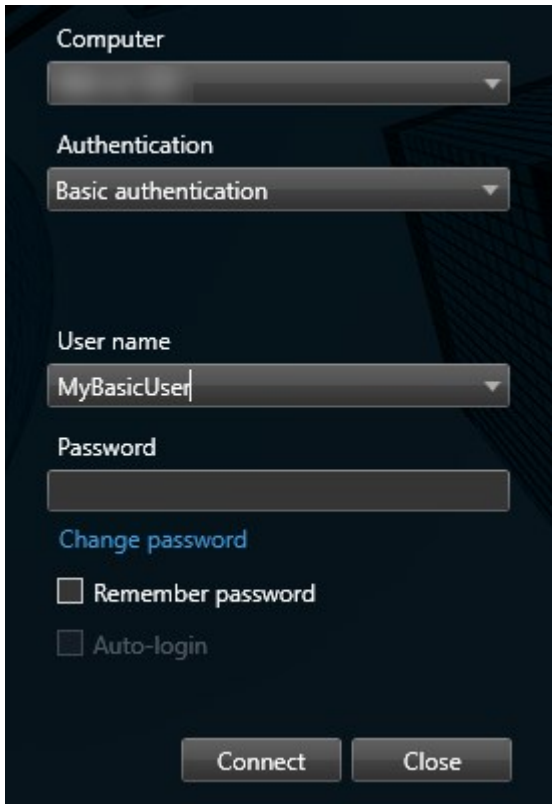 Computer
Authentication
Basic authentication
User name
MyBasicUser
Password
Change password
Remember password
Auto-login
Connect
Close